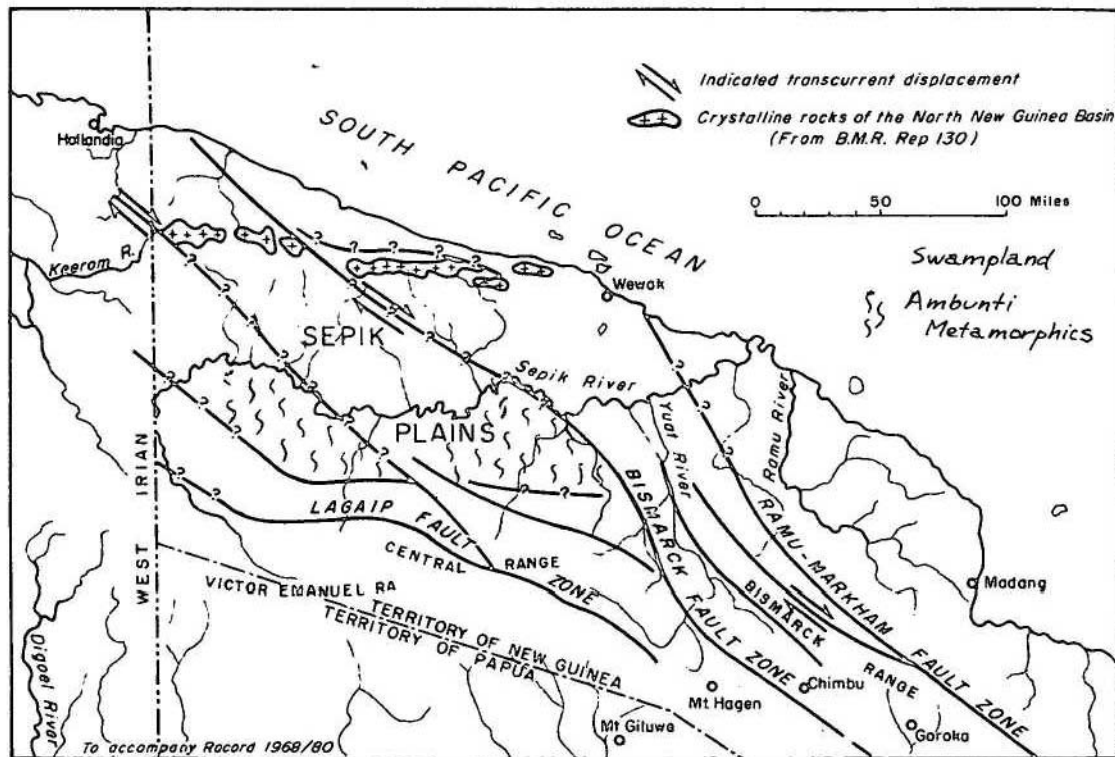 Indicated transcurrent displacement
Crystalline rocks of the North New Guinea Basin
(From B.M.R. Rep 130)
0 50 100 Miles
Swampland
Ambunti
Metamorphics
SOUTH PACIFIC OCEAN
Hollandia
Keerom R.
Wewak
SEPIK
PLAINS
Sepik River
Yuat River
Ramu River
WEST IRIAN
LAGAIP FAULT ZONE
CENTRAL RANGE
BISMARCK FAULT ZONE
BISMARCK RANGE
RAMU-MARKHAM FAULT ZONE
Madang
VICTOR EMANUEL RA
TERRITORY OF NEW GUINEA
TERRITORY OF PAPUA
Digoel River
Mt Hagen
Chimbu
Mt Giluwe
Goroka
To accompany Record 1968/80